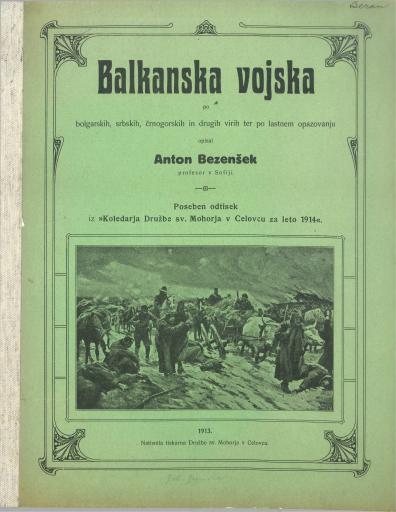 Balkanska vojska
po
bolgarskih, srbskih, črnogorskih in drugih virih ter po lastnem opazovanju
opisal
Anton Bezenšek
profesor v Sofiji.
Poseben odtisek
iz »Koledarja Družbe sv. Mohorja v Celovcu za leto 1914«.
1913.
Natisnila tiskarna Družbe sv. Mohorja v Celovcu.